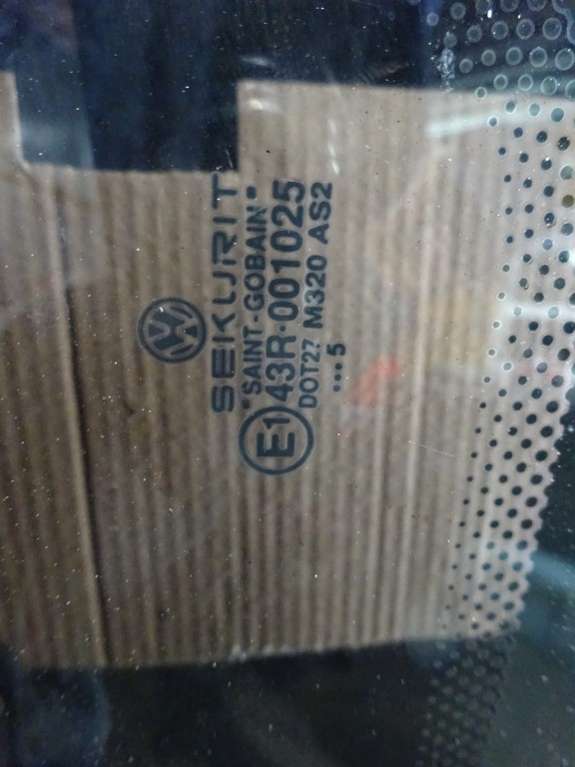 SEKURIT
"SAINT-GOBAIN"
E1 43R-001025
DOT27 M320 AS2
...5